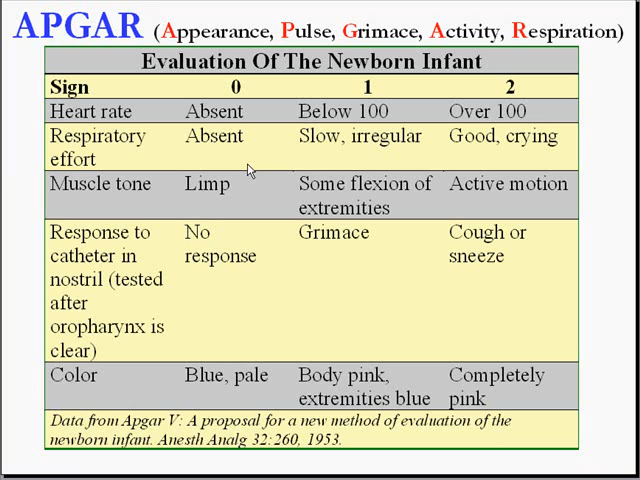 APGAR (Appearance, Pulse, Grimace, Activity, Respiration)
Evaluation Of The Newborn Infant
Sign 0 1 2
Heart rate Absent Below 100 Over 100
Respiratory effort Absent Slow, irregular Good, crying
Muscle tone Limp Some flexion of extremities Active motion
Response to catheter in nostril (tested after oropharynx is clear) No response Grimace Cough or sneeze
Color Blue, pale Body pink, extremities blue Completely pink
Data from Apgar V: A proposal for a new method of evaluation of the
newborn infant. Anesth Analg 32:260, 1953.